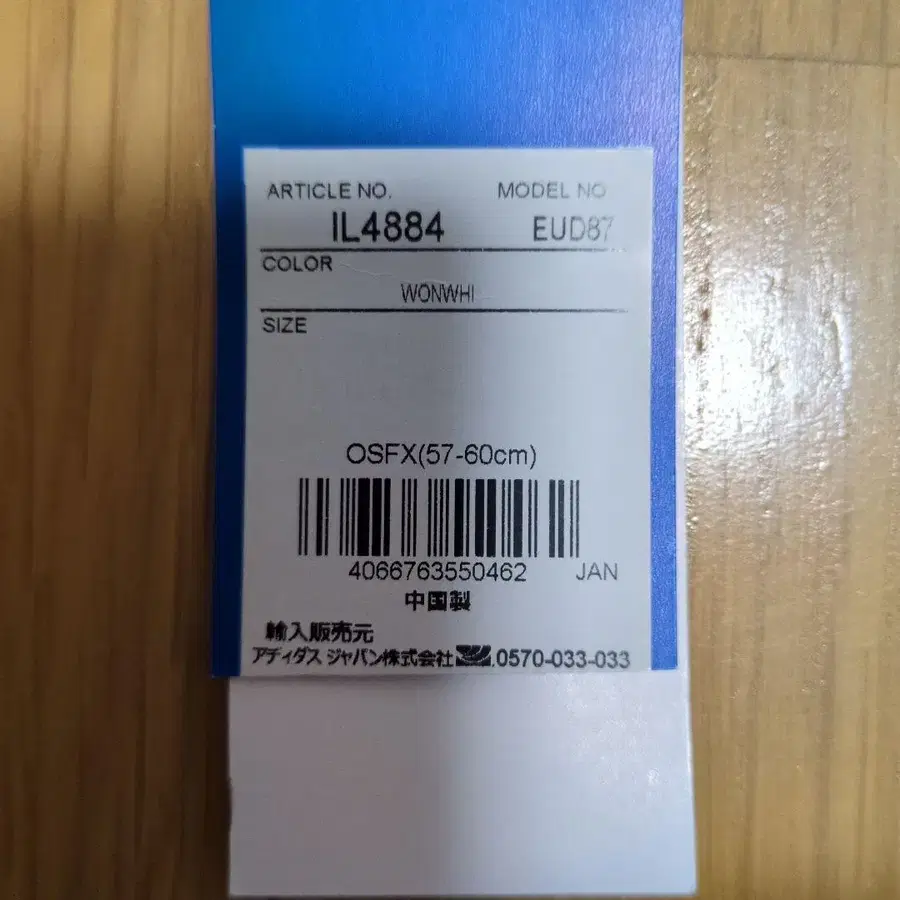 ARTICLE NO. MODEL NO
IL4884 EUD87
COLOR
WONWHI
SIZE
OSFX(57-60cm)
4066763550462 JAN
中国製
輸入販売元
アディダス ジャパン株式会社 0570-033-033